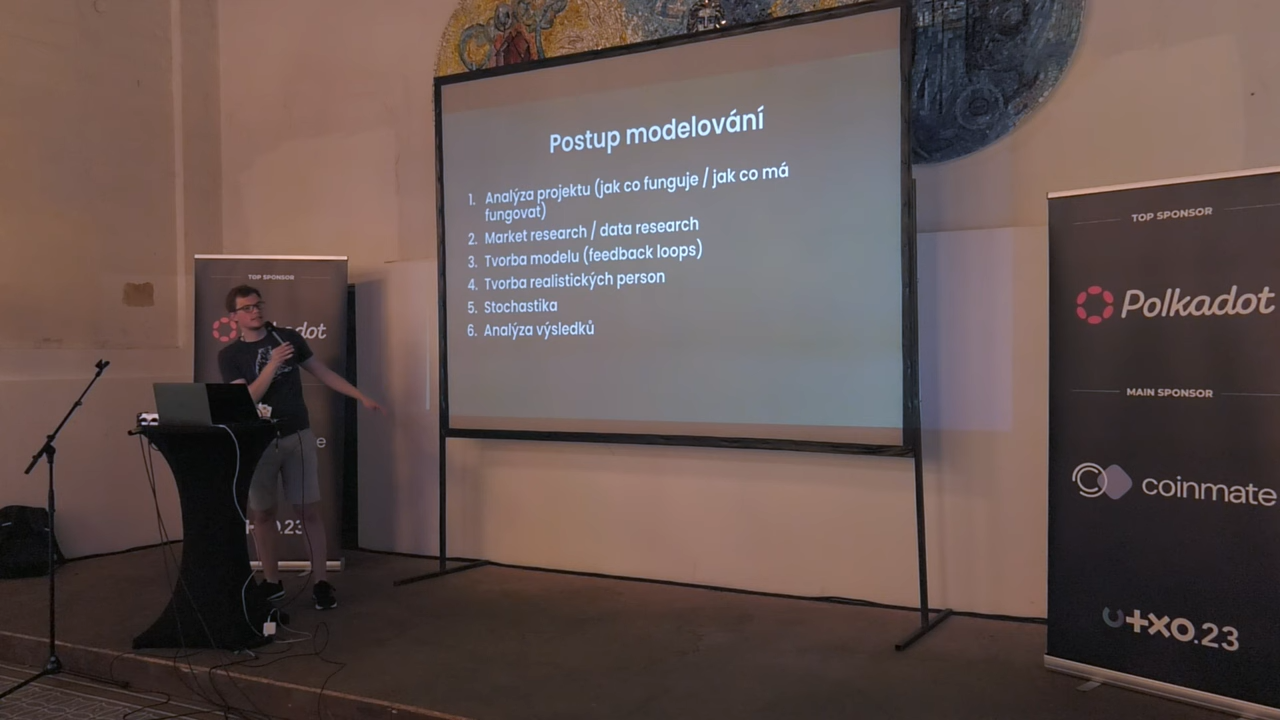 Postup modelování
1. Analýza projektu (jak co funguje / jak co má
fungovat)
2. Market research / data research
3. Tvorba modelu (feedback loops)
4. Tvorba realistických person
5. Stochastika
6. Analýza výsledků
TOP SPONSOR
TOP SPONSOR
Polkadot
MAIN SPONSOR
coinmate
utxo.23